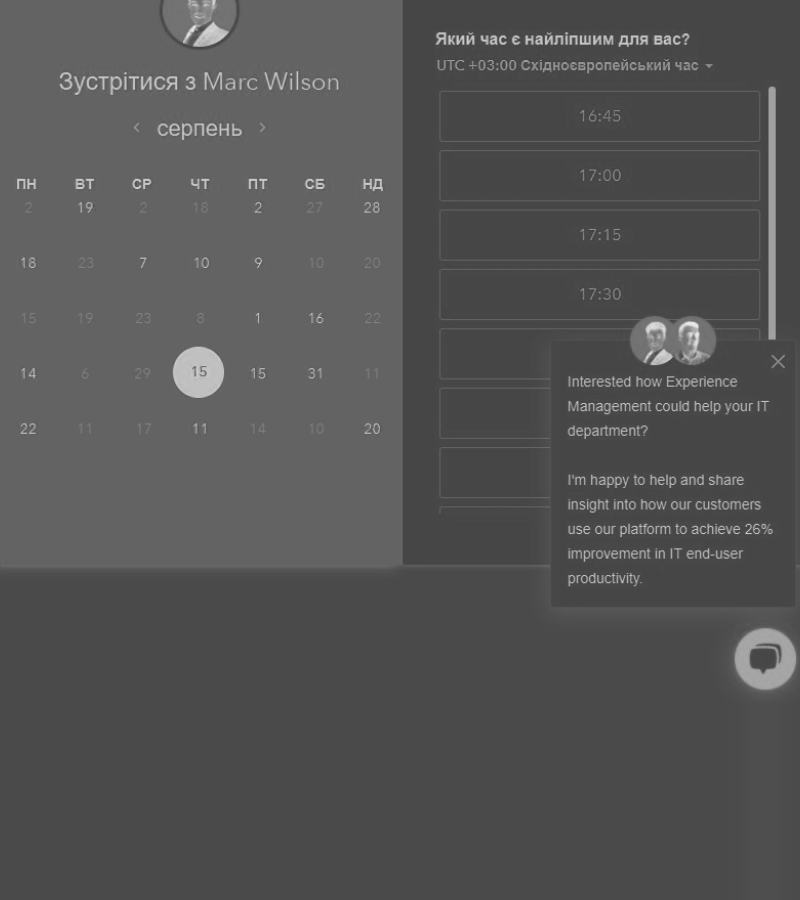 Зустрітися з Marc Wilson
серпень
ПН ВТ СР ЧТ ПТ СБ НД
2 19 2 18 2 27 28
18 23 7 10 9 10 20
15 19 23 8 1 16 22
14 6 29 15 15 31 11
22 11 17 11 14 10 20
Який час є найліпшим для вас?
UTC +03:00 Східноєвропейський час
16:45
17:00
17:15
17:30
Interested how Experience
Management could help your IT
department?
I'm happy to help and share
insight into how our customers
use our platform to achieve 26%
improvement in IT end-user
productivity.